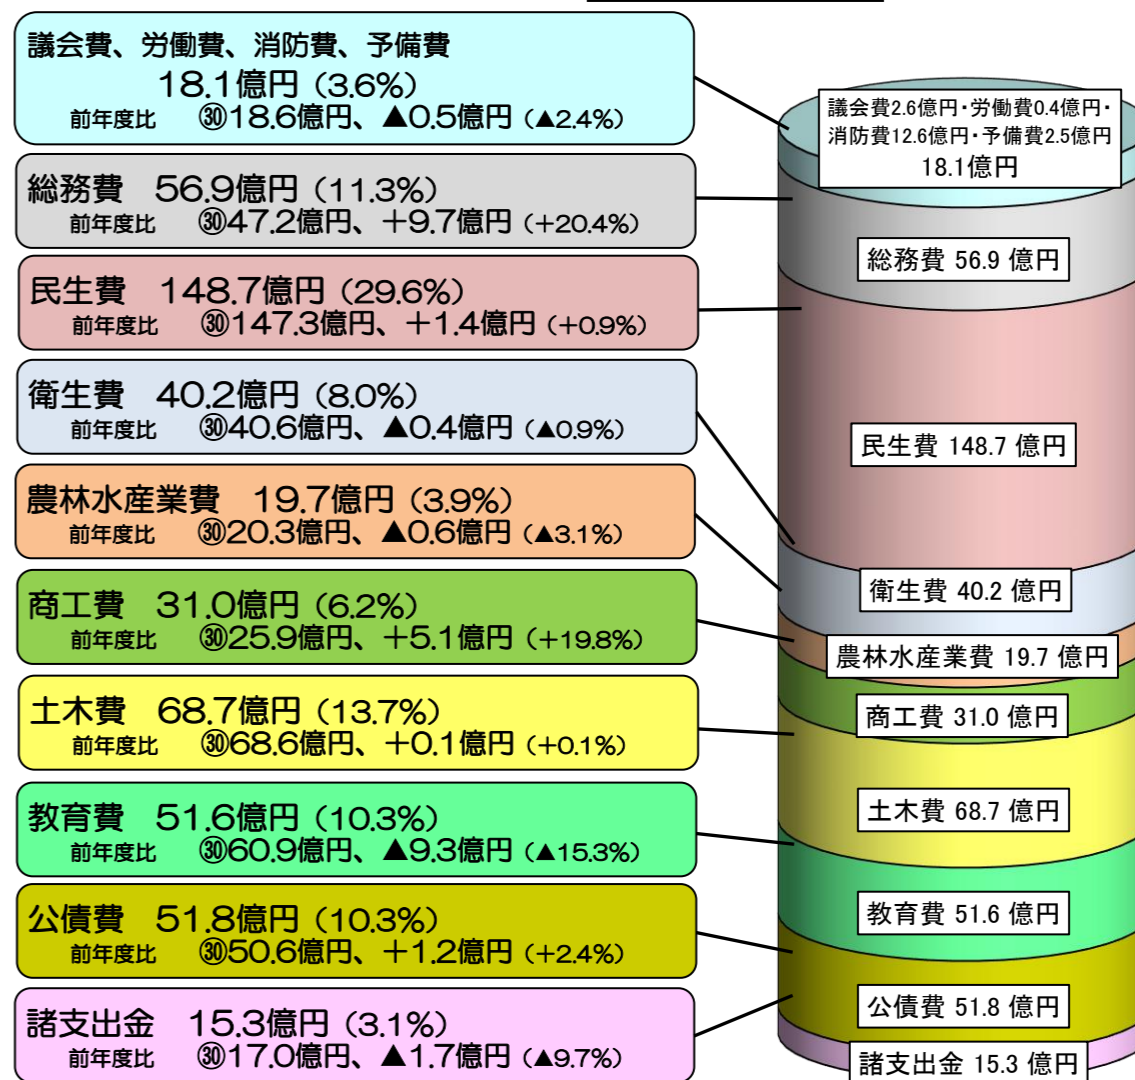 議会費、労働費、消防費、予備費
18.1億円（3.6%）
前年度比　㉚18.6億円、▲0.5億円（▲2.4%）
総務費　56.9億円（11.3%）
前年度比　㉚47.2億円、＋9.7億円（+20.4%）
民生費　148.7億円（29.6%）
前年度比　㉚147.3億円、＋1.4億円（+0.9%）
衛生費　40.2億円（8.0%）
前年度比　㉚40.6億円、▲0.4億円（▲0.9%）
農林水産業費　19.7億円（3.9%）
前年度比　㉚20.3億円、▲0.6億円（▲3.1%）
商工費　31.0億円（6.2%）
前年度比　㉚25.9億円、＋5.1億円（+19.8%）
土木費　68.7億円（13.7%）
前年度比　㉚68.6億円、＋0.1億円（+0.1%）
教育費　51.6億円（10.3%）
前年度比　㉚60.9億円、▲9.3億円（▲15.3%）
公債費　51.8億円（10.3%）
前年度比　㉚50.6億円、＋1.2億円（+2.4%）
諸支出金　15.3億円（3.1%）
前年度比　㉚17.0億円、▲1.7億円（▲9.7%）
議会費2.6億円・労働費0.4億円・
消防費12.6億円・予備費2.5億円
18.1億円
総務費 56.9 億円
民生費 148.7 億円
衛生費 40.2 億円
農林水産業費 19.7 億円
商工費 31.0 億円
土木費 68.7 億円
教育費 51.6 億円
公債費 51.8 億円
諸支出金 15.3 億円